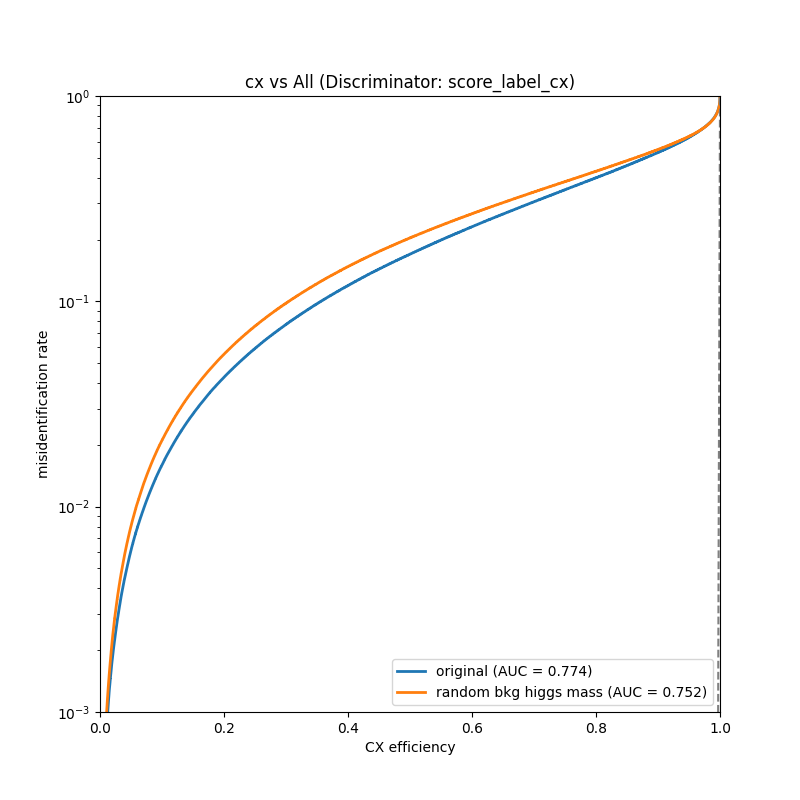 cx vs All (Discriminator: score_label_cx)
10⁰
10⁻¹
10⁻²
10⁻³
misidentification rate
0.0 0.2 0.4 0.6 0.8 1.0
CX efficiency
original (AUC = 0.774)
random bkg higgs mass (AUC = 0.752)